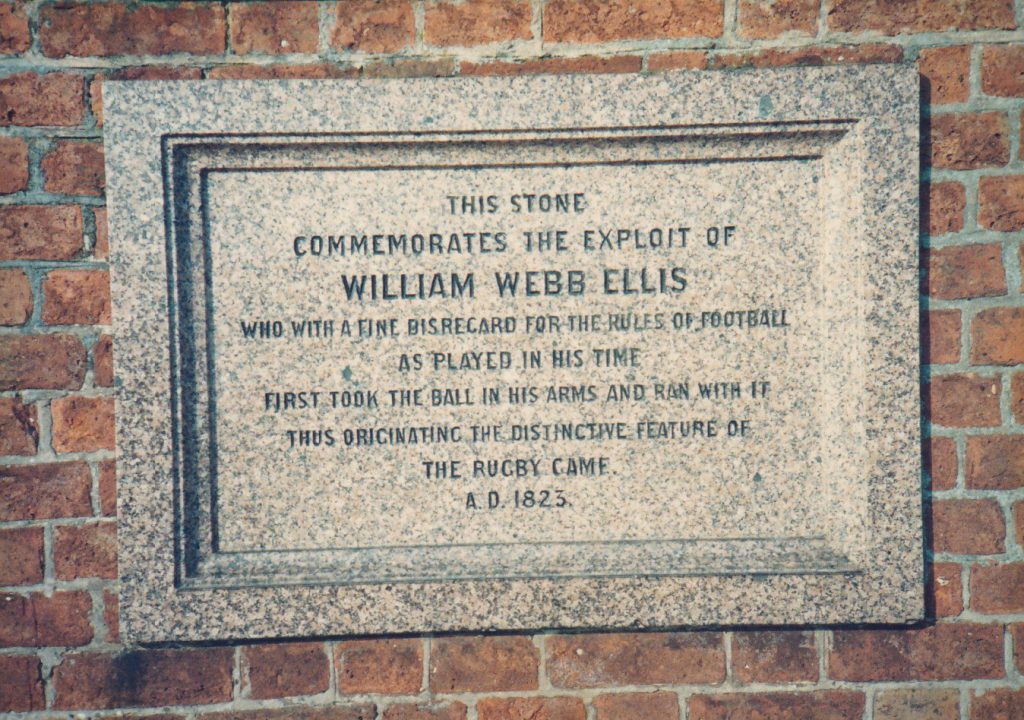 THIS STONE
COMMEMORATES THE EXPLOIT OF
WILLIAM WEBB ELLIS
WHO WITH A FINE DISREGARD FOR THE RULES OF FOOTBALL
AS PLAYED IN HIS TIME
FIRST TOOK THE BALL IN HIS ARMS AND RAN WITH IT
THUS ORIGINATING THE DISTINCTIVE FEATURE OF
THE RUGBY GAME.
A.D. 1823.